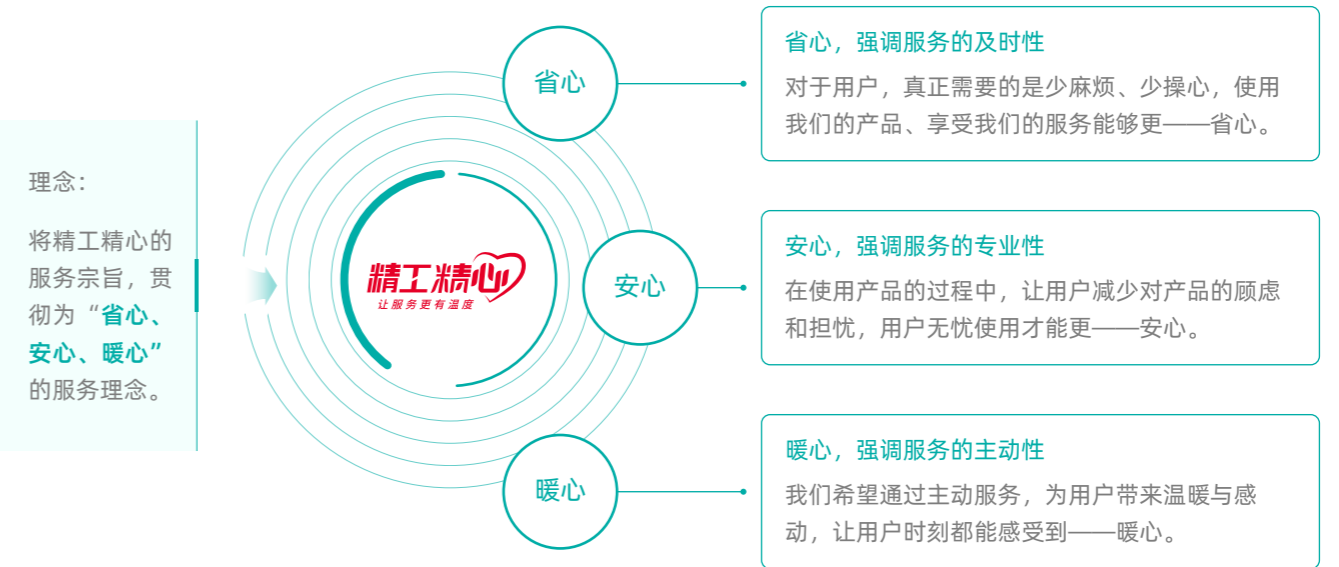 理念：
将精工精心的
服务宗旨，贯
彻为“省心、
安心、暖心”
的服务理念。
精工精心
让服务更有温度
省心
省心，强调服务的及时性
对于用户，真正需要的是少麻烦、少操心，使用
我们的产品、享受我们的服务能够更——省心。
安心
安心，强调服务的专业性
在使用产品的过程中，让用户减少对产品的顾虑
和担忧，用户无忧使用才能更——安心。
暖心
暖心，强调服务的主动性
我们希望通过主动服务，为用户带来温暖与感
动，让用户时刻都能感受到——暖心。